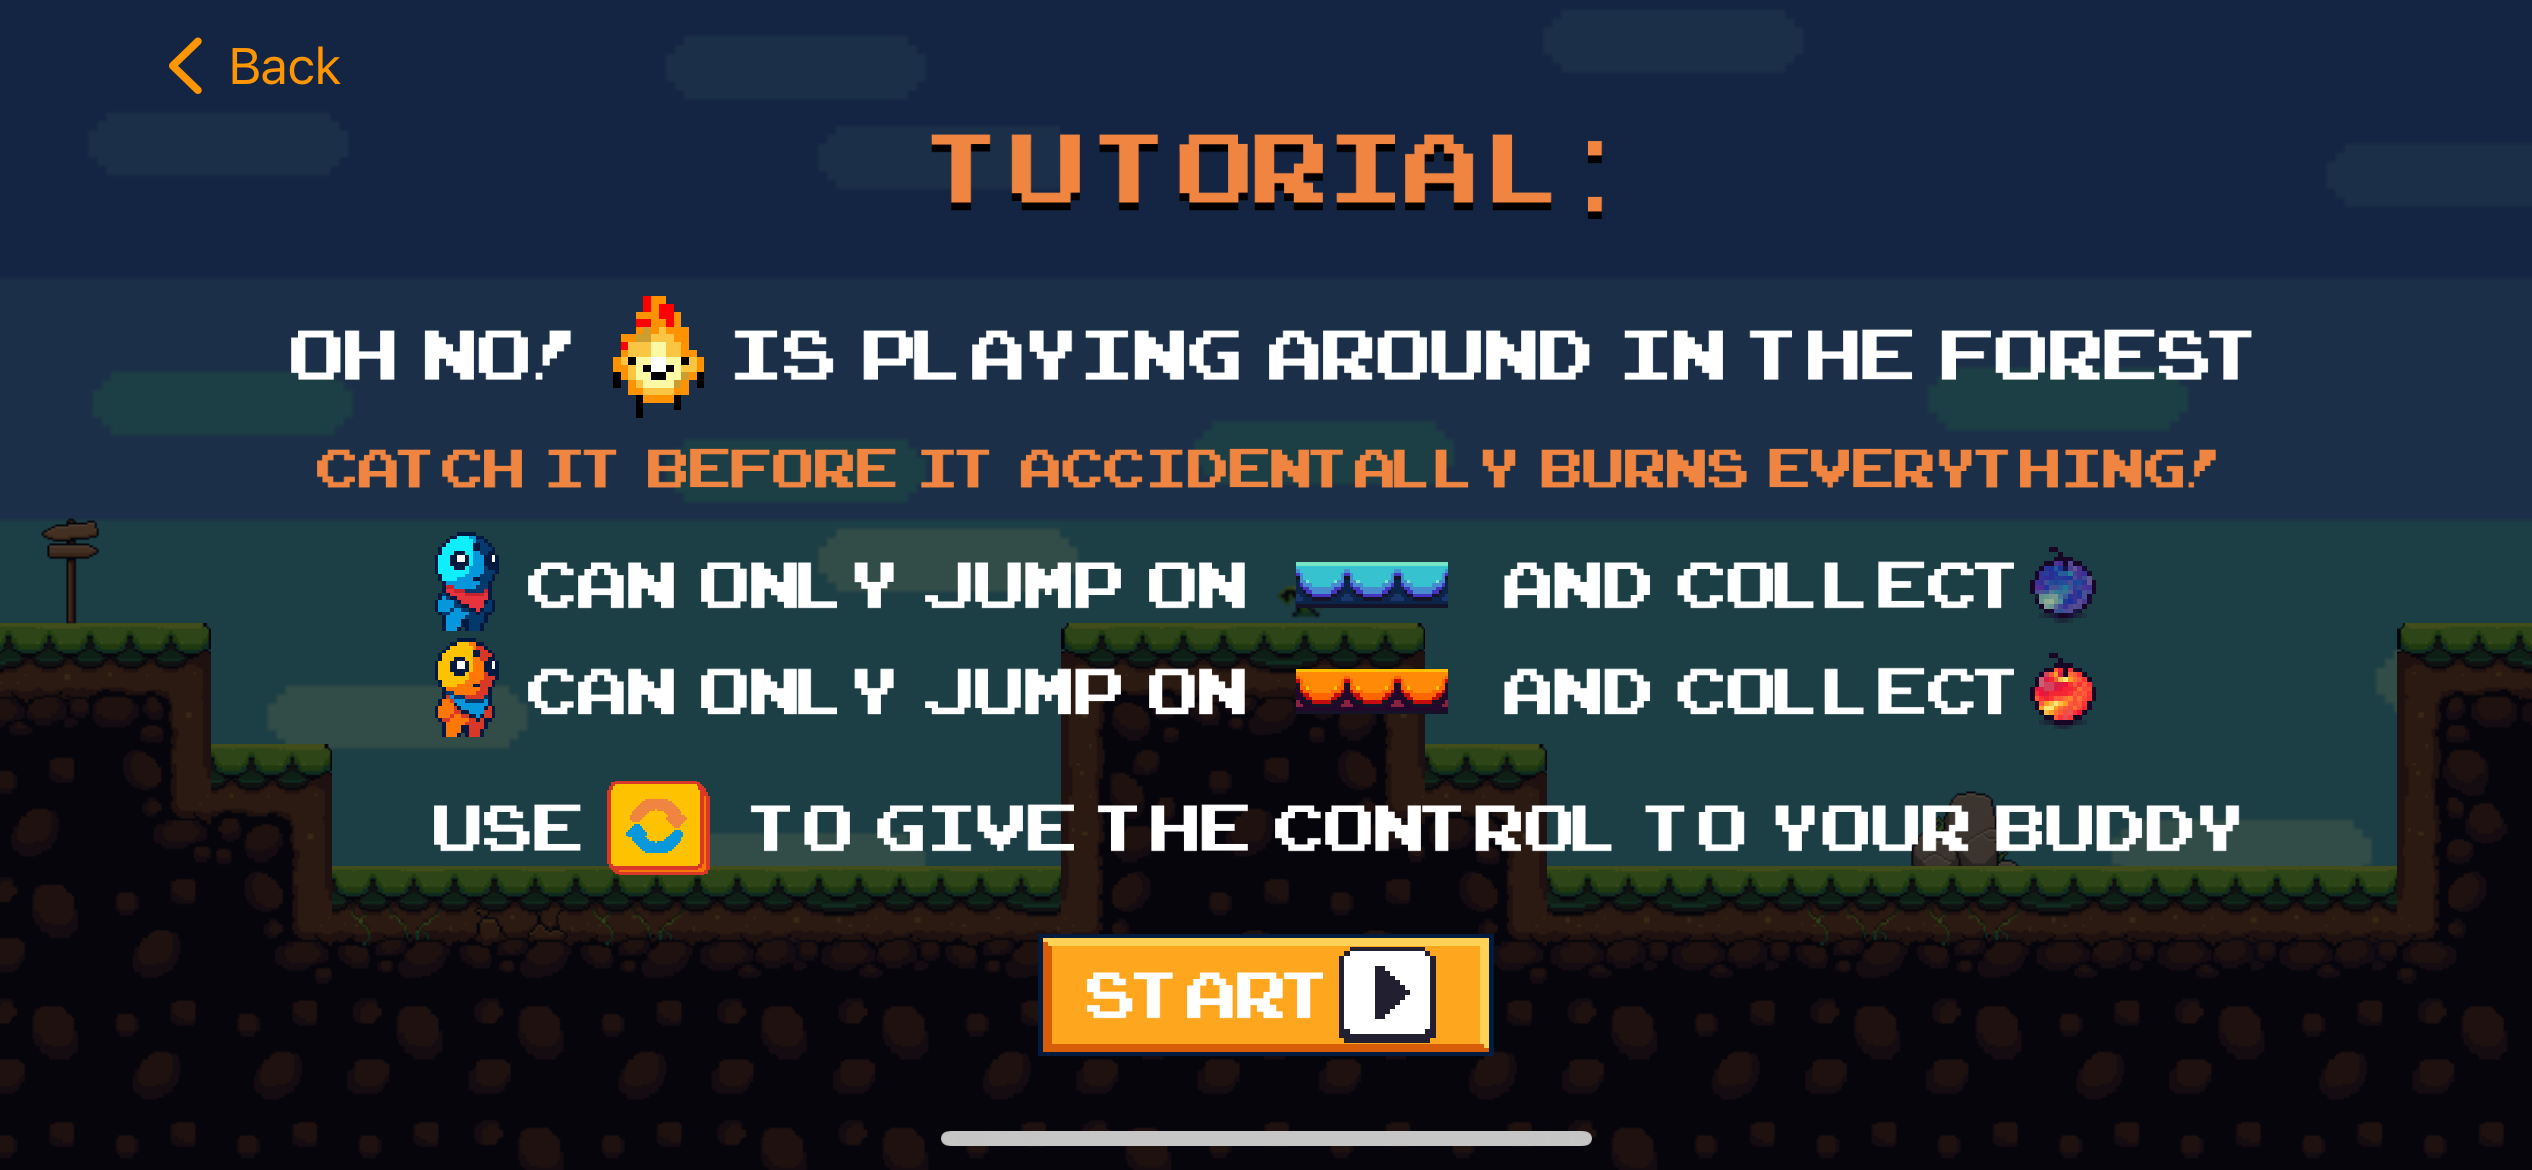 Back
TUTORIAL:
OH NO! IS PLAYING AROUND IN THE FOREST
CATCH IT BEFORE IT ACCIDENTALLY BURNS EVERYTHING!
CAN ONLY JUMP ON AND COLLECT
CAN ONLY JUMP ON AND COLLECT
USE TO GIVE THE CONTROL TO YOUR BUDDY
START